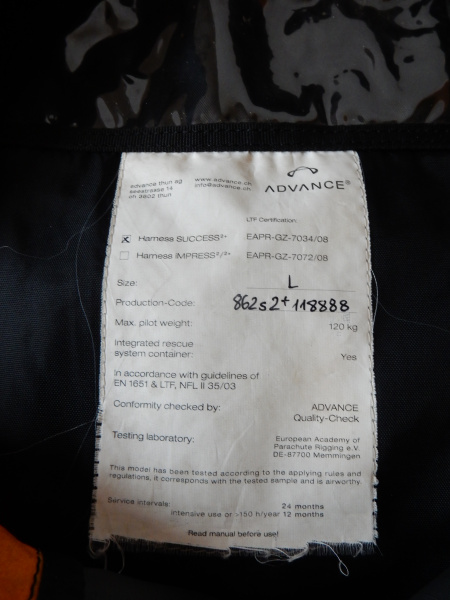 advance thun ag
seestrasse 14
ch 3602 thun
www.advance.ch
info@advance.ch
ADVANCE®
LTF Certification:
☒ Harness SUCCESS²⁺ EAPR-GZ-7034/08
☐ Harness IMPRESS²/²⁺ EAPR-GZ-7072/08
Size: L
Production-Code: 862s2+118888
Max. pilot weight: 120 kg
Integrated rescue
system container: Yes
In accordance with guidelines of
EN 1651 & LTF, NFL II 35/03
Conformity checked by: ADVANCE
Quality-Check
Testing laboratory: European Academy of
Parachute Rigging e.V.
DE-87700 Memmingen
This model has been tested according to the applying rules and
regulations, it corresponds with the tested sample and is airworthy.
Service intervals: 24 months
intensive use or >150 h/year 12 months
Read manual before use!